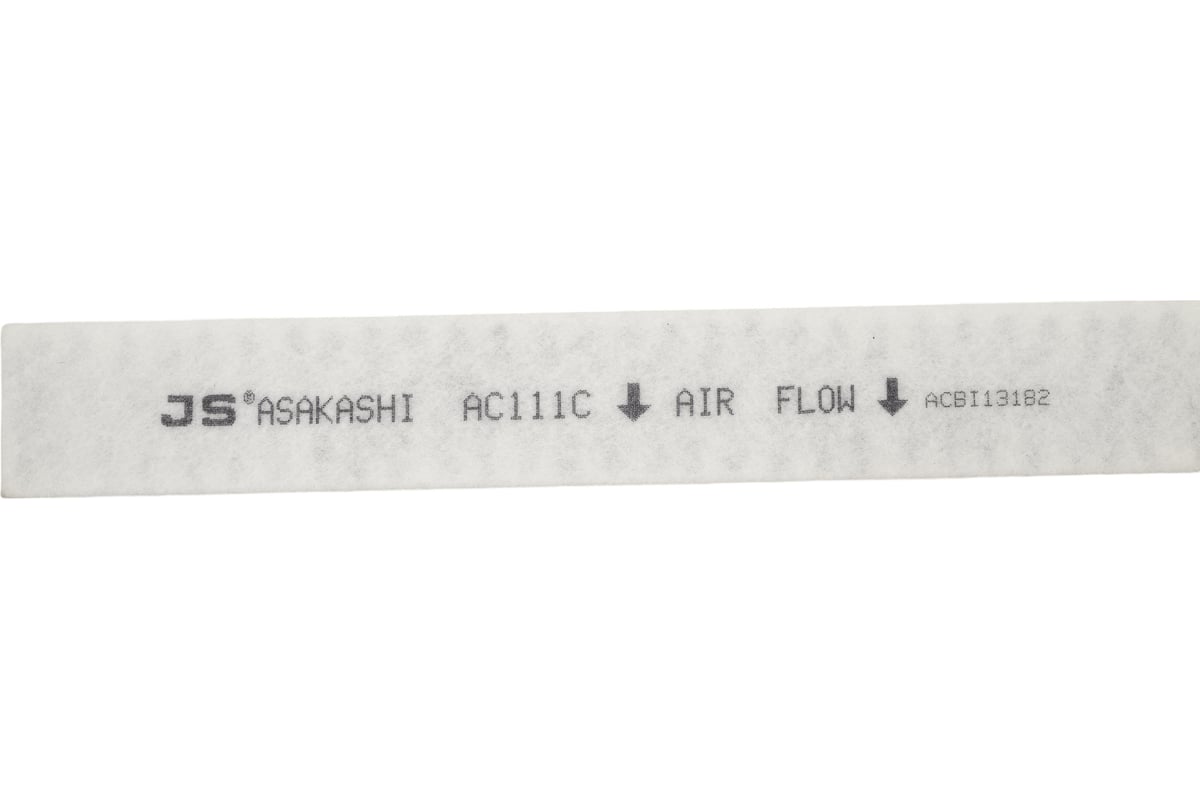 JS® ASAKASHI AC111C ↓ AIR FLOW ↓ ACBI13182